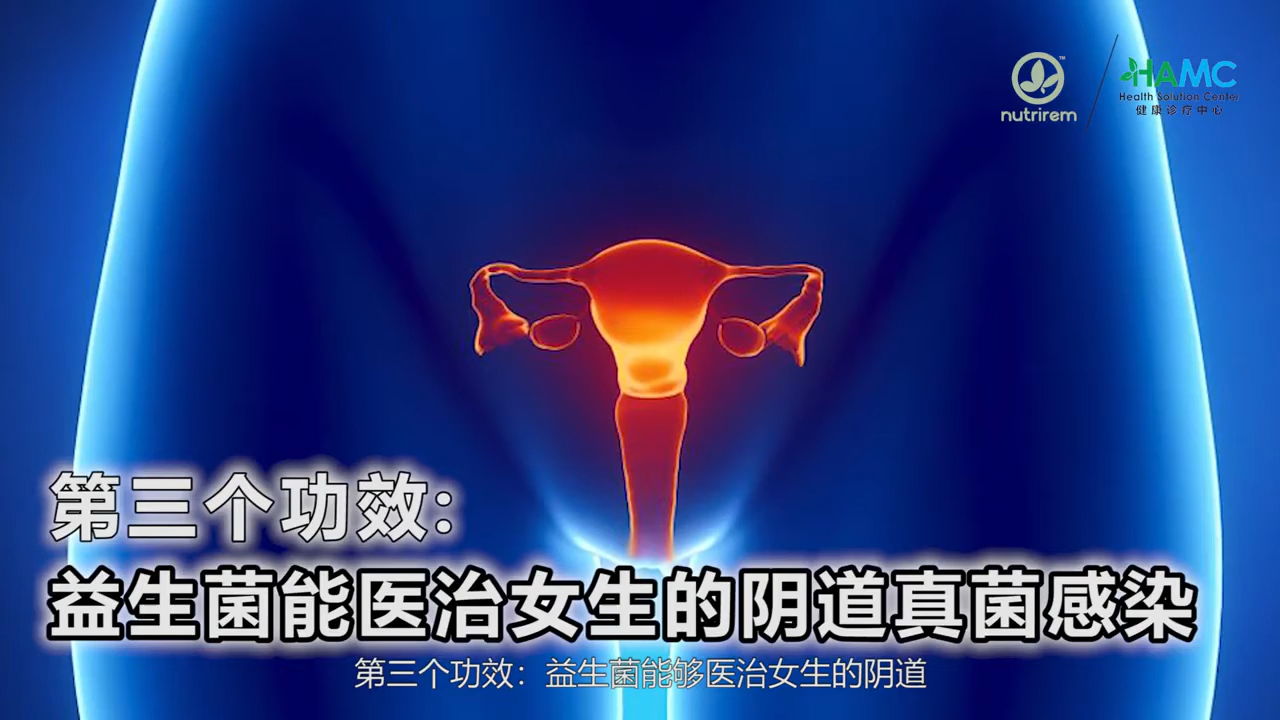 nutrirem
TM
HAMC
Health Solution Center
健康诊疗中心
第三个功效:
益生菌能医治女生的阴道真菌感染
第三个功效：益生菌能够医治女生的阴道